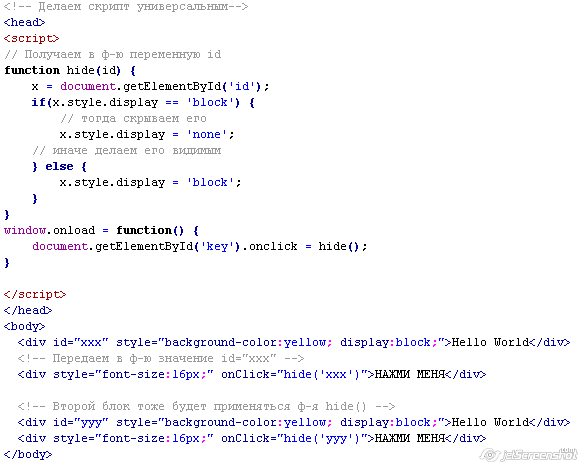 <!-- Делаем скрипт универсальным-->
<head>
<script>
// Получаем в ф-ю переменную id
function hide(id) {
    x = document.getElementById('id');
    if(x.style.display == 'block') {
        // тогда скрываем его
        x.style.display = 'none';
    // иначе делаем его видимым
    } else {
        x.style.display = 'block';
    }
}
window.onload = function() {
    document.getElementById('key').onclick = hide();
}

</script>
</head>
<body>
  <div id="xxx" style="background-color:yellow; display:block;">Hello World</div>
  <!-- Передаем в ф-ю значение id="xxx" -->
  <div style="font-size:16px;" onClick="hide('xxx')">НАЖМИ МЕНЯ</div>

  <!-- Второй блок тоже будет применяться ф-я hide() -->
  <div id="yyy" style="background-color:yellow; display:block;">Hello World</div>
  <div style="font-size:16px;" onClick="hide('yyy')">НАЖМИ МЕНЯ</div>
</body>
jetScreenshot